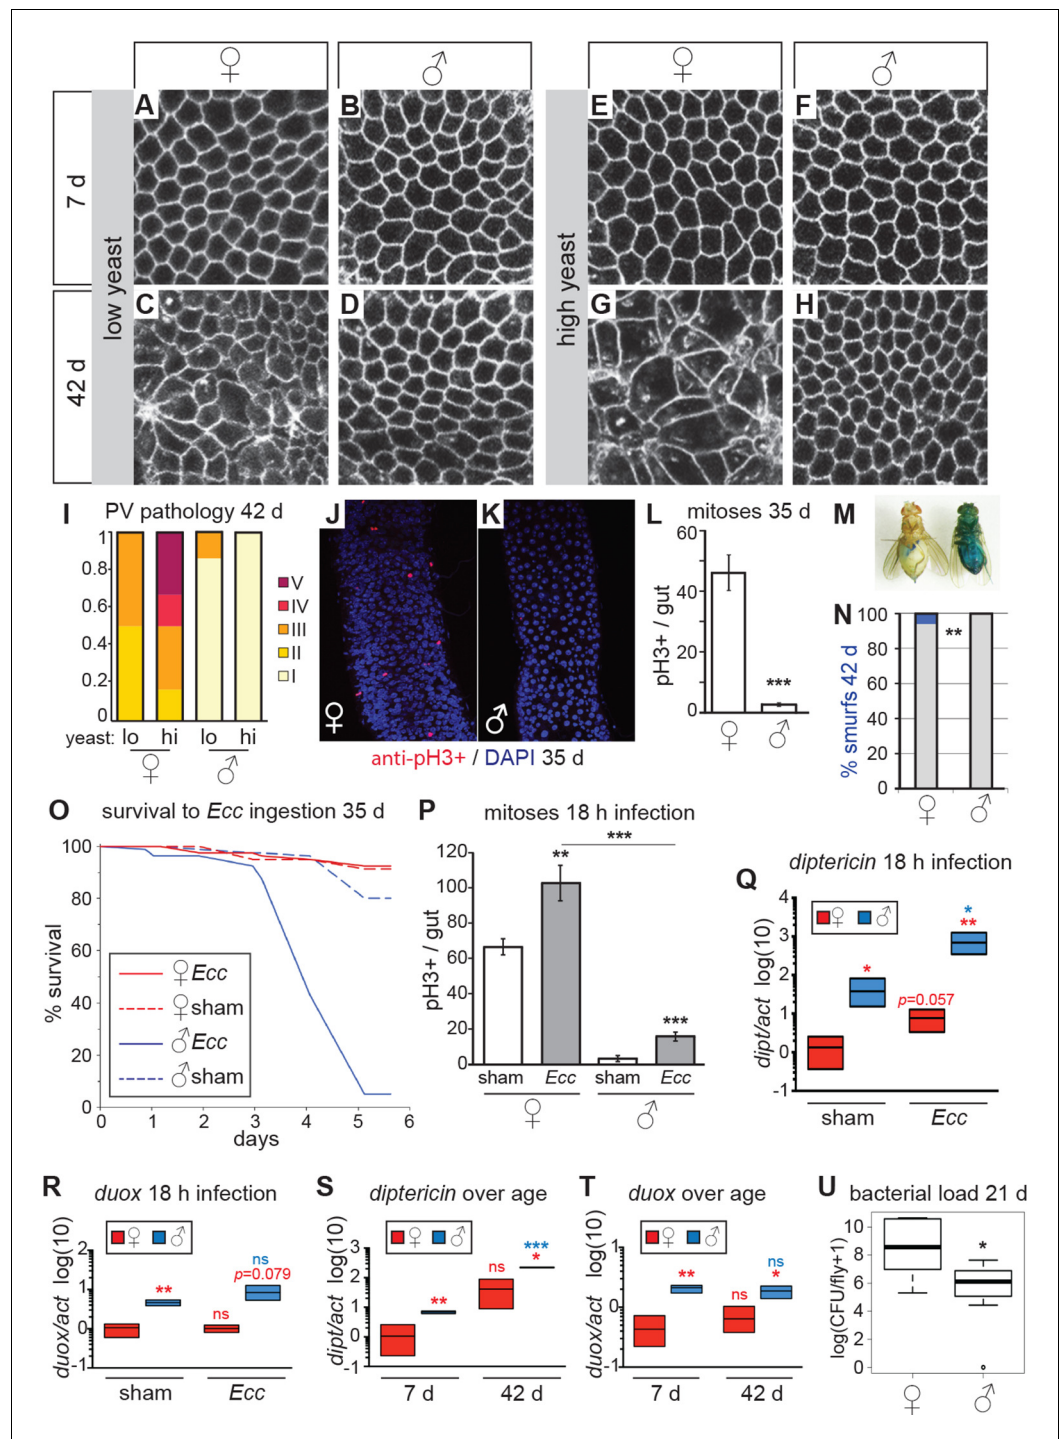 ♀ ♂ ♀ ♂
7 d
42 d
low yeast
high yeast
A B E F
C D G H
I PV pathology 42 d
1
0.8
0.6
0.4
0.2
0
V
IV
III
II
I
yeast: lo hi lo hi
♀ ♂
J K
♀ ♂
anti-pH3+ / DAPI 35 d
L mitoses 35 d
pH3+ / gut
60
40
20
0
***
♀ ♂
M
N
% smurfs 42 d
100
80
60
40
20
0
**
♀ ♂
O survival to Ecc ingestion 35 d
% survival
100
80
60
40
20
0
♀ Ecc
♀ sham
♂ Ecc
♂ sham
0 1 2 3 4 5 6
days
P mitoses 18 h infection
pH3+ / gut
120
100
80
60
40
20
0
***
**
***
sham Ecc sham Ecc
♀ ♂
Q diptericin 18 h infection
dipt/act log(10)
4
3
2
1
0
-1
♀ ♂
*
**
*
p=0.057
sham Ecc
R duox 18 h infection
duox/act log(10)
2
1
0
-1
♀ ♂
ns
p=0.079
**
ns
sham Ecc
S diptericin over age
dipt/act log(10)
3
2
1
0
-1
♀ ♂
***
ns *
**
7 d 42 d
T duox over age
duox/act log(10)
1
0
-1
♀ ♂
ns
** ns *
7 d 42 d
U bacterial load 21 d
log(CFU/fly+1)
10
8
6
4
2
0
*
♀ ♂